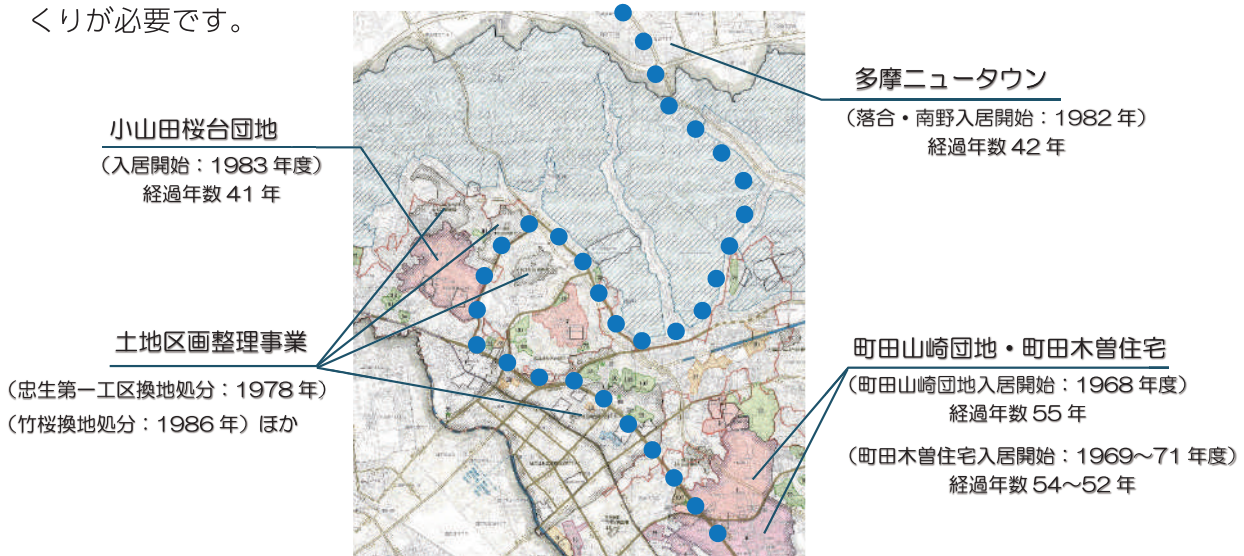 くりが必要です。
多摩ニュータウン
（落合・南野入居開始：1982 年）
経過年数 42 年
小山田桜台団地
（入居開始：1983 年度）
経過年数 41 年
土地区画整理事業
（忠生第一工区換地処分：1978 年）
（竹桜換地処分：1986 年）ほか
町田山崎団地・町田木曽住宅
（町田山崎団地入居開始：1968 年度）
経過年数 55 年
（町田木曽住宅入居開始：1969～71 年度）
経過年数 54～52 年